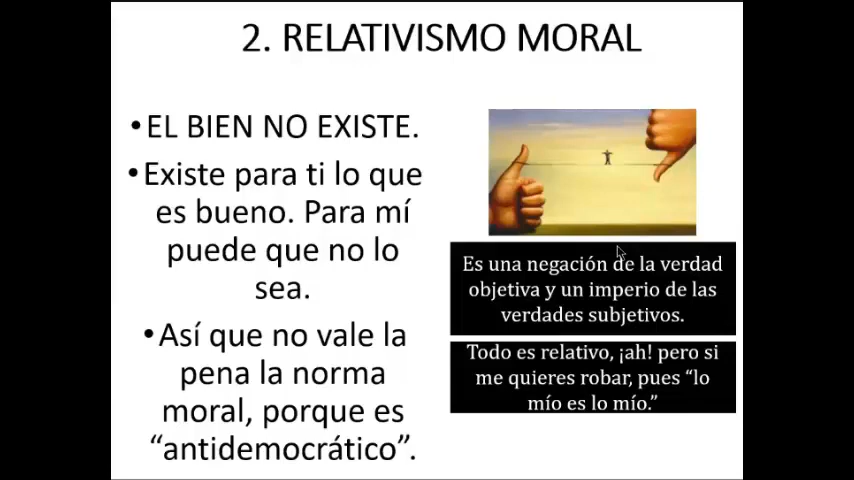 2. RELATIVISMO MORAL
•EL BIEN NO EXISTE.
•Existe para ti lo que
es bueno. Para mí
puede que no lo
sea.
•Así que no vale la
pena la norma
moral, porque es
“antidemocrático”.
Es una negación de la verdad
objetiva y un imperio de las
verdades subjetivos.
Todo es relativo, ¡ah! pero si
me quieres robar, pues “lo
mío es lo mío.”